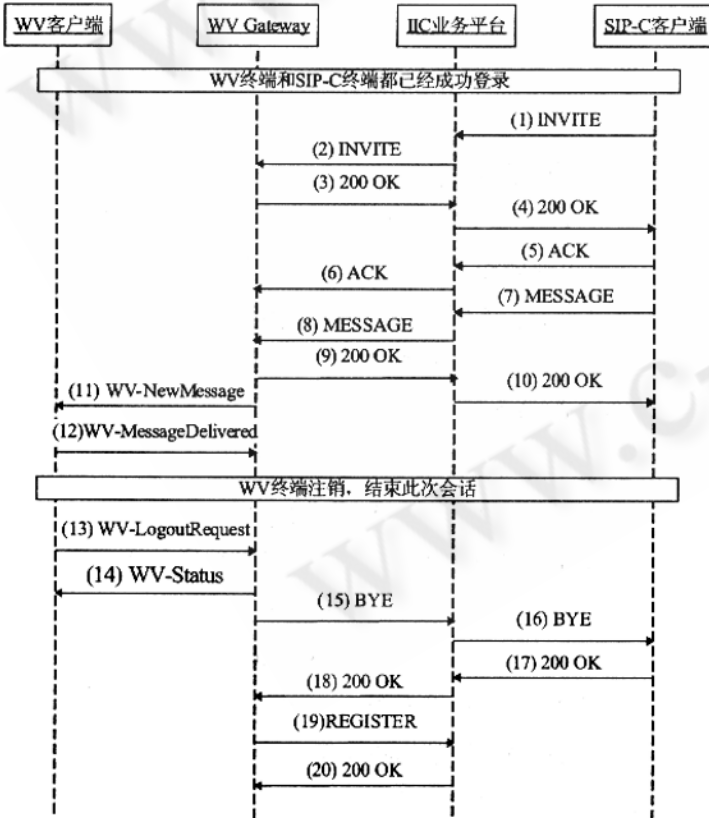 WV客户端 WV Gateway IIC业务平台 SIP-C客户端
WV终端和SIP-C终端都已经成功登录
(1) INVITE
(2) INVITE
(3) 200 OK
(4) 200 OK
(5) ACK
(6) ACK
(7) MESSAGE
(8) MESSAGE
(9) 200 OK
(10) 200 OK
(11) WV-NewMessage
(12)WV-MessageDelivered
WV终端注销，结束此次会话
(13) WV-LogoutRequest
(14) WV-Status
(15) BYE
(16) BYE
(17) 200 OK
(18) 200 OK
(19)REGISTER
(20) 200 OK
www.c-